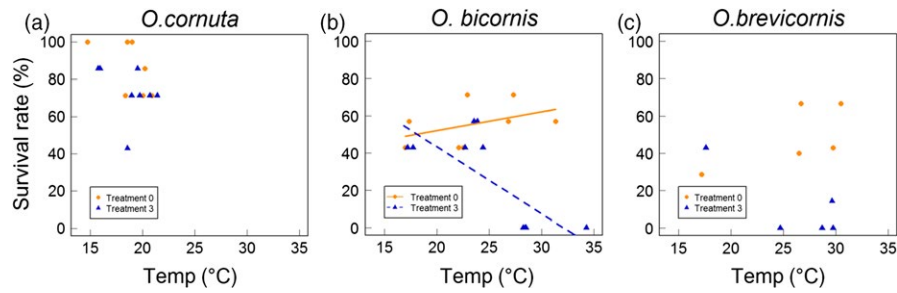 (a) O.cornuta
Survival rate (%)
100
80
60
40
20
0
Treatment 0
Treatment 3
15 20 25 30 35
Temp (°C)
(b) O. bicornis
100
80
60
40
20
0
Treatment 0
Treatment 3
15 20 25 30 35
Temp (°C)
(c) O.brevicornis
100
80
60
40
20
0
Treatment 0
Treatment 3
15 20 25 30 35
Temp (°C)